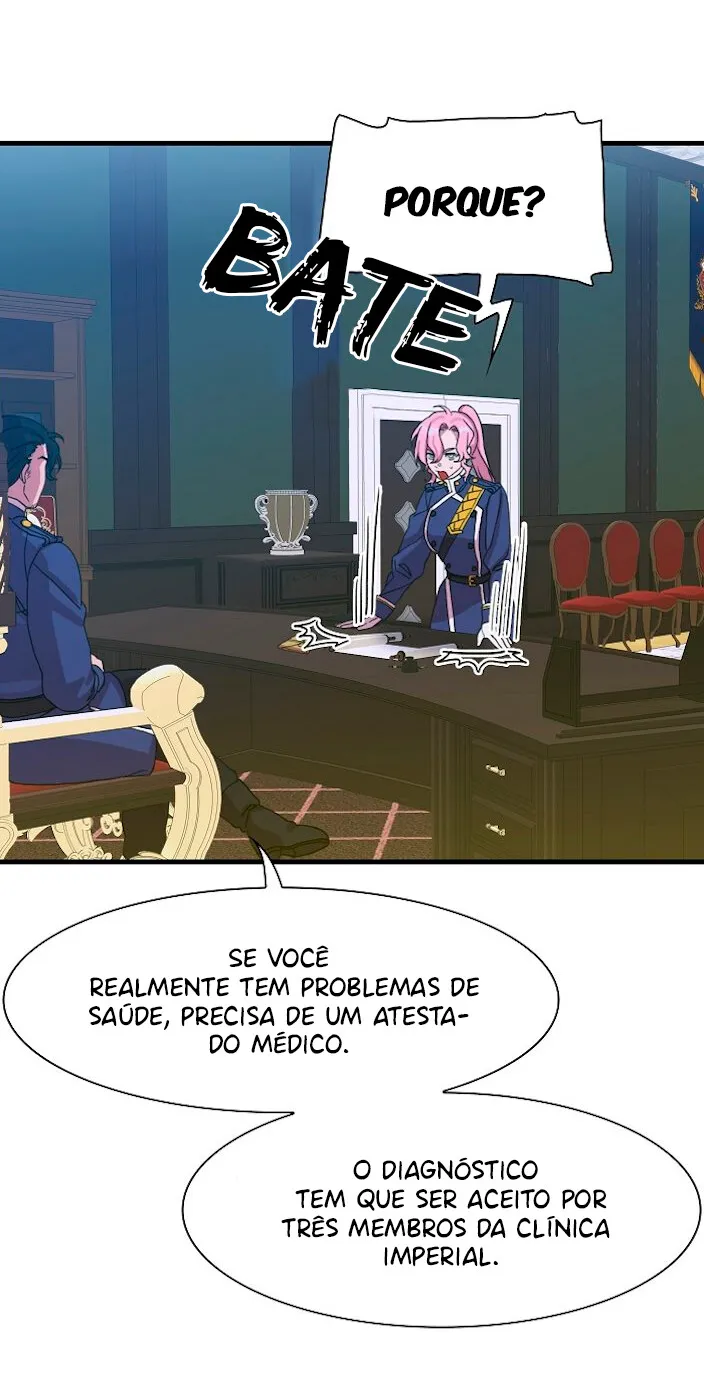 PORQUE?
BATE
SE VOCÊ
REALMENTE TEM PROBLEMAS DE
SAÚDE, PRECISA DE UM ATESTA-
DO MÉDICO.
O DIAGNÓSTICO
TEM QUE SER ACEITO POR
TRÊS MEMBROS DA CLÍNICA
IMPERIAL.